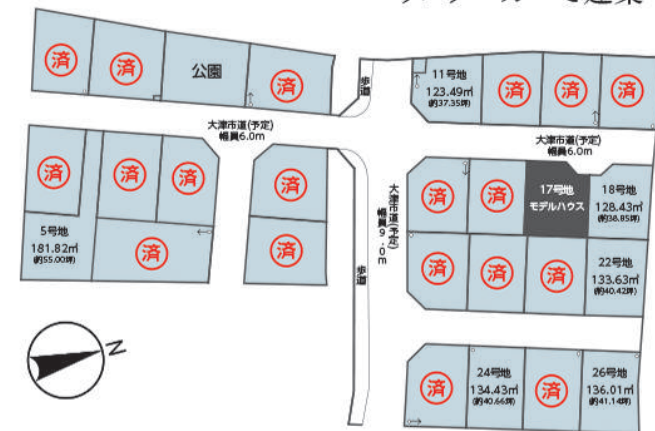 済
済
公園
済
歩道
11号地
123.49㎡
(約37.35坪)
済
済
済
大津市道(予定)
幅員6.0m
大津市道(予定)
幅員6.0m
済
済
済
済
5号地
181.82㎡
(約55.00坪)
済
済
大津市道(予定)
幅員9.0m
歩道
済
済
17号地
モデルハウス
18号地
128.43㎡
(約38.85坪)
済
済
済
22号地
133.63㎡
(約40.42坪)
済
24号地
134.43㎡
(約40.66坪)
済
26号地
136.01㎡
(約41.14坪)
N